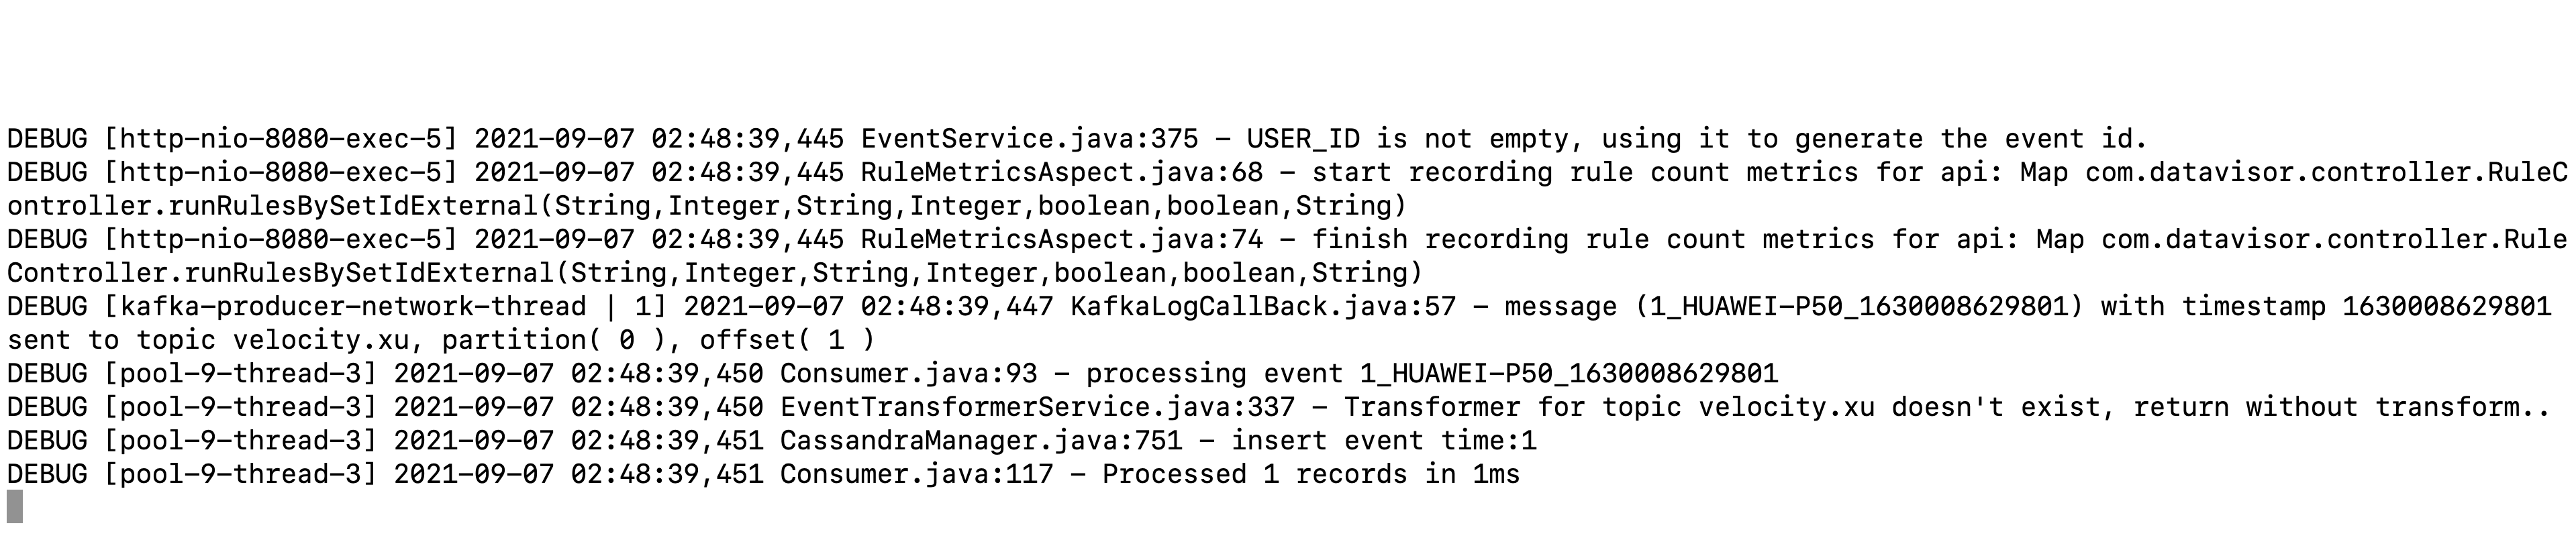 DEBUG [http-nio-8080-exec-5] 2021-09-07 02:48:39,445 EventService.java:375 - USER_ID is not empty, using it to generate the event id.
DEBUG [http-nio-8080-exec-5] 2021-09-07 02:48:39,445 RuleMetricsAspect.java:68 - start recording rule count metrics for api: Map com.datavisor.controller.RuleC
ontroller.runRulesBySetIdExternal(String,Integer,String,Integer,boolean,boolean,String)
DEBUG [http-nio-8080-exec-5] 2021-09-07 02:48:39,445 RuleMetricsAspect.java:74 - finish recording rule count metrics for api: Map com.datavisor.controller.Rule
Controller.runRulesBySetIdExternal(String,Integer,String,Integer,boolean,boolean,String)
DEBUG [kafka-producer-network-thread | 1] 2021-09-07 02:48:39,447 KafkaLogCallBack.java:57 - message (1_HUAWEI-P50_1630008629801) with timestamp 1630008629801
sent to topic velocity.xu, partition( 0 ), offset( 1 )
DEBUG [pool-9-thread-3] 2021-09-07 02:48:39,450 Consumer.java:93 - processing event 1_HUAWEI-P50_1630008629801
DEBUG [pool-9-thread-3] 2021-09-07 02:48:39,450 EventTransformerService.java:337 - Transformer for topic velocity.xu doesn't exist, return without transform..
DEBUG [pool-9-thread-3] 2021-09-07 02:48:39,451 CassandraManager.java:751 - insert event time:1
DEBUG [pool-9-thread-3] 2021-09-07 02:48:39,451 Consumer.java:117 - Processed 1 records in 1ms